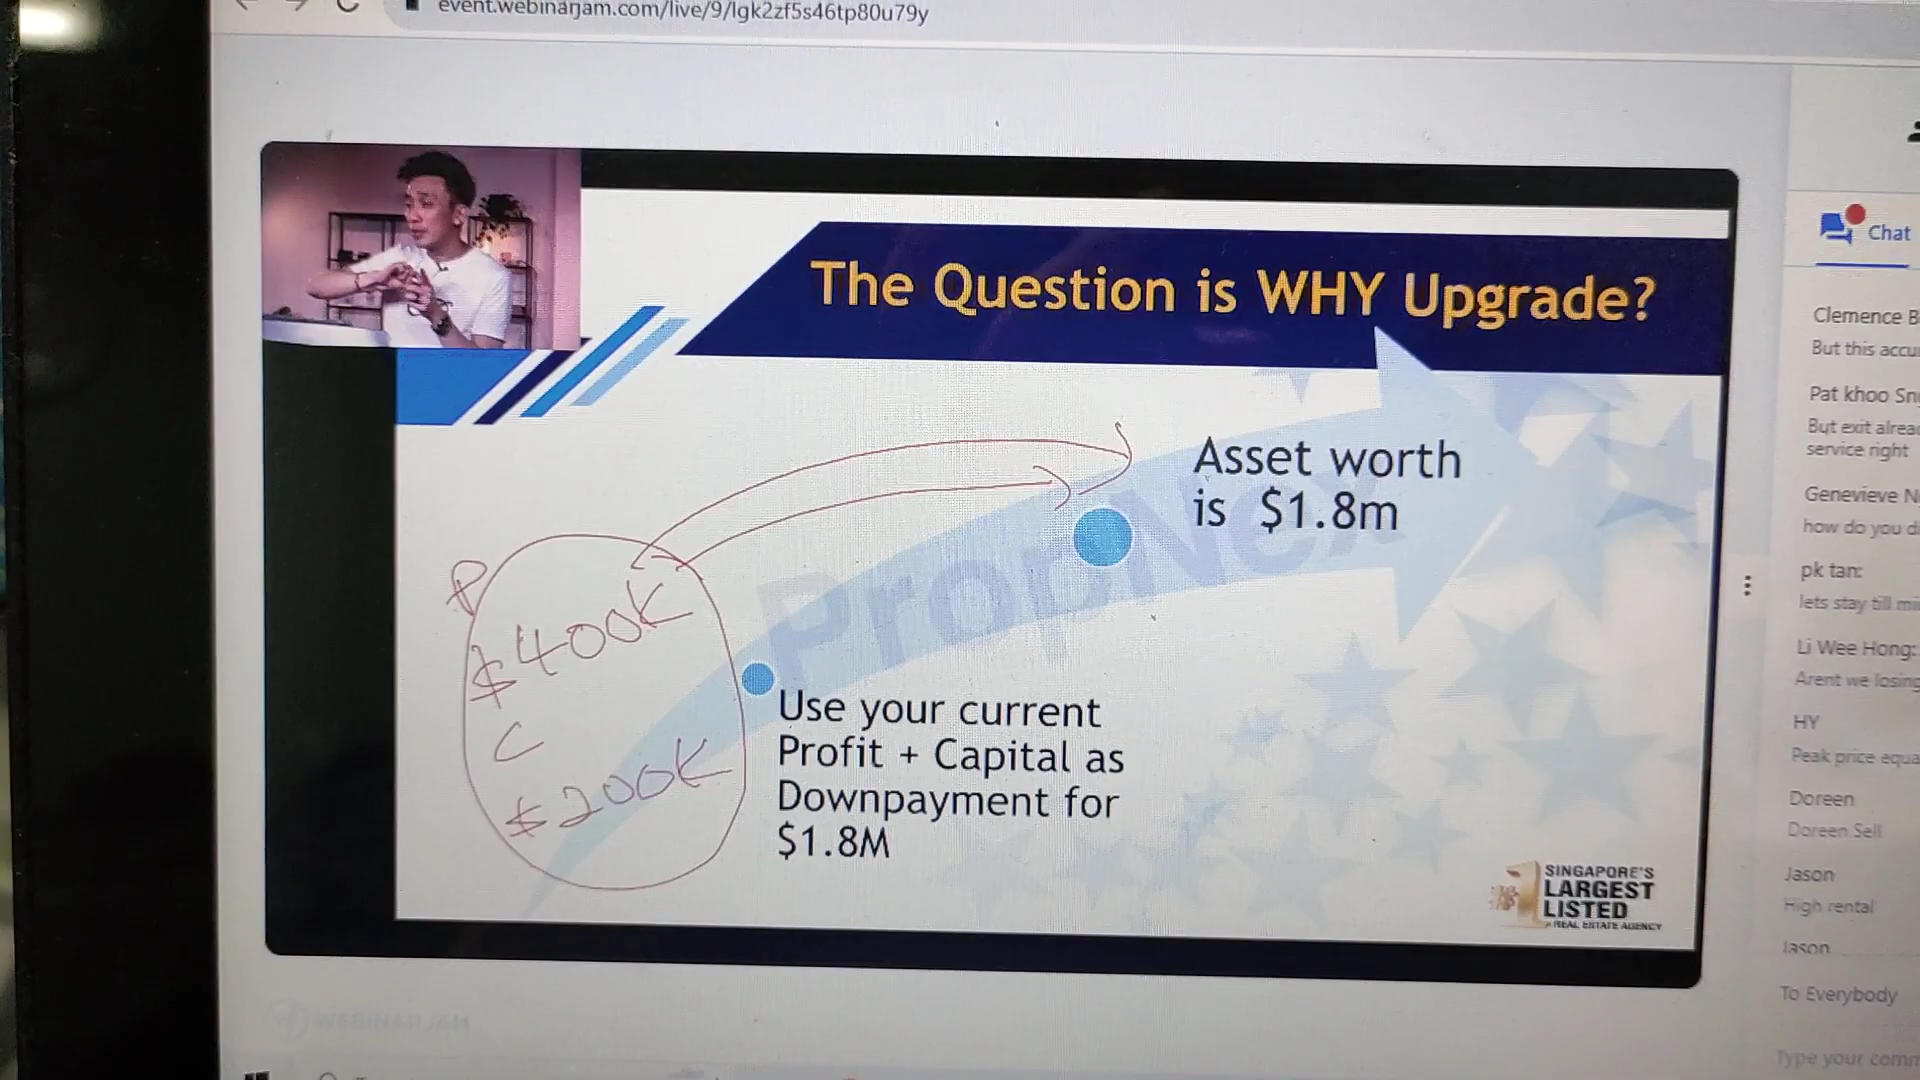 event.webinarjam.com/live/9/lgk2zf5s46tp80u79y
The Question is WHY Upgrade?
Asset worth
is $1.8m
PropNex
P
$400K
C
$200K
Use your current
Profit + Capital as
Downpayment for
$1.8M
SINGAPORE'S
LARGEST
LISTED
REAL ESTATE AGENCY
Chat
Clemence B
But this accu
Pat khoo Sn
But exit alrea
service right
Genevieve N
how do you d
pk tan:
lets stay till mi
Li Wee Hong:
Arent we losing
HY
Peak price equa
Doreen
Doreen Sell
Jason
High rental
Jason
To Everybody
Type your comm
WEBINARJAM